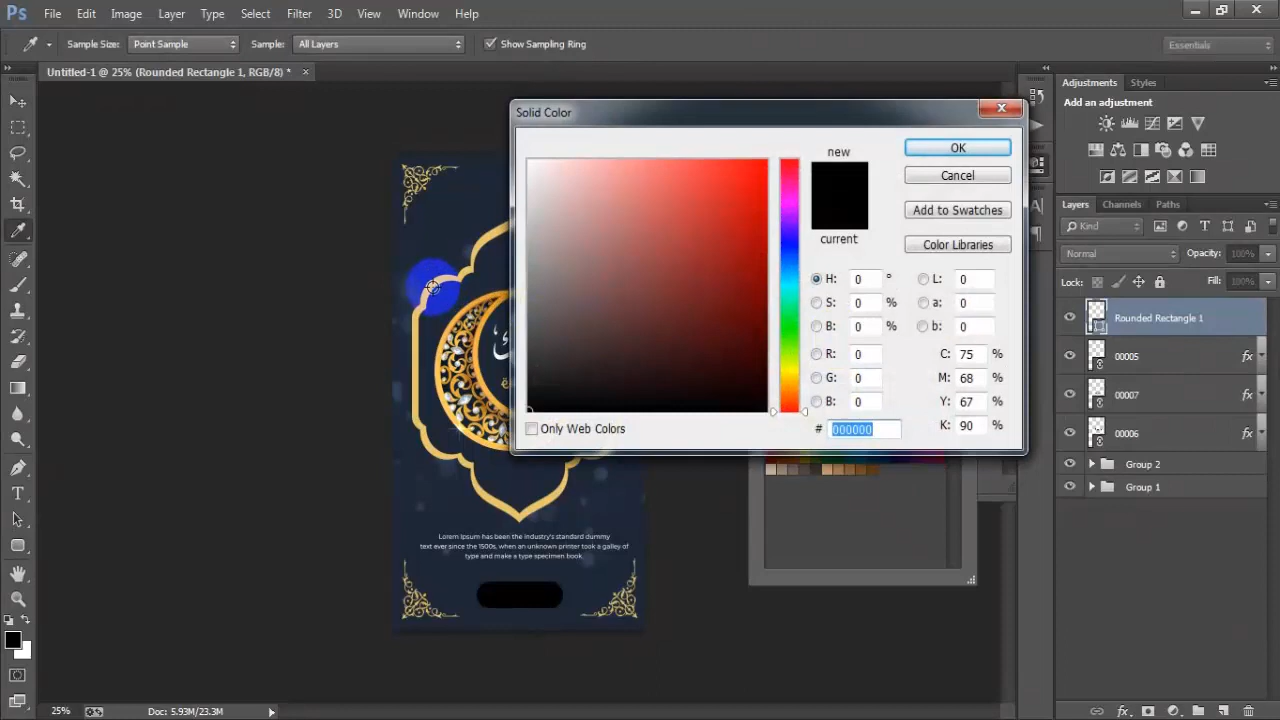 Ps File Edit Image Layer Type Select Filter 3D View Window Help
Sample Size: Point Sample Sample: All Layers Show Sampling Ring Essentials
Untitled-1 @ 25% (Rounded Rectangle 1, RGB/8) * ×
Adjustments Styles
Add an adjustment
Solid Color
new
OK
Cancel
Add to Swatches
current
Color Libraries
H: 0 ° L: 0
S: 0 % a: 0
B: 0 % b: 0
R: 0 C: 75 %
G: 0 M: 68 %
B: 0 Y: 67 %
K: 90 %
Only Web Colors # 000000
Layers Channels Paths
Kind
Normal Opacity: 100%
Lock: Fill: 100%
Rounded Rectangle 1
00005 fx
00007 fx
00006 fx
Group 2
Group 1
Lorem Ipsum has been the industry's standard dummy
text ever since the 1500s, when an unknown printer took a galley of
type and make a type specimen book.
25% Doc: 5.93M/23.3M